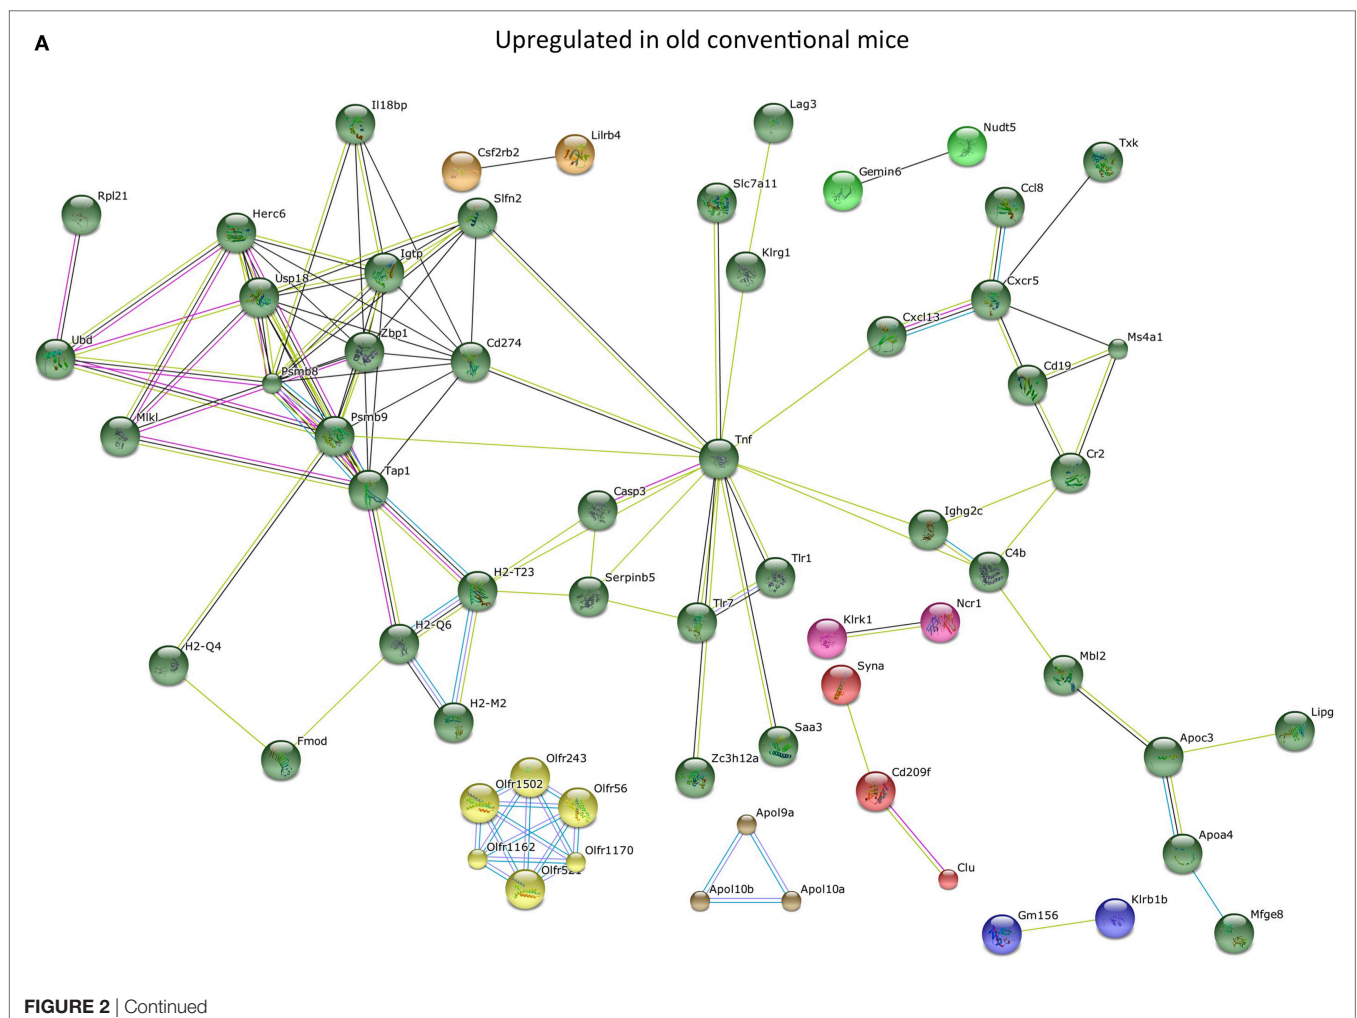 A
Upregulated in old conventional mice
Il18bp
Lag3
Nudt5
Lilrb4
Csf2rb2
Txk
Gemin6
Slc7a11
Ccl8
Rpl21
Slfn2
Herc6
Igtp
Klrg1
Usp18
Cxcr5
Cxcl13
Zbp1
Ubd
Cd274
Ms4a1
Psmb8
Cd19
Mlkl
Psmb9
Tnf
Cr2
Tap1
Casp3
Ighg2c
C4b
Tlr1
H2-T23
Serpinb5
Tlr7
Ncr1
Klrk1
H2-Q6
H2-Q4
Syna
Mbl2
H2-M2
Lipg
Saa3
Fmod
Apoc3
Zc3h12a
Olfr243
Cd209f
Olfr1502
Olfr56
Apol9a
Apoa4
Olfr1162
Olfr1170
Olfr521
Clu
Apol10b
Apol10a
Klrb1b
Gm156
Mfge8
FIGURE 2 | Continued